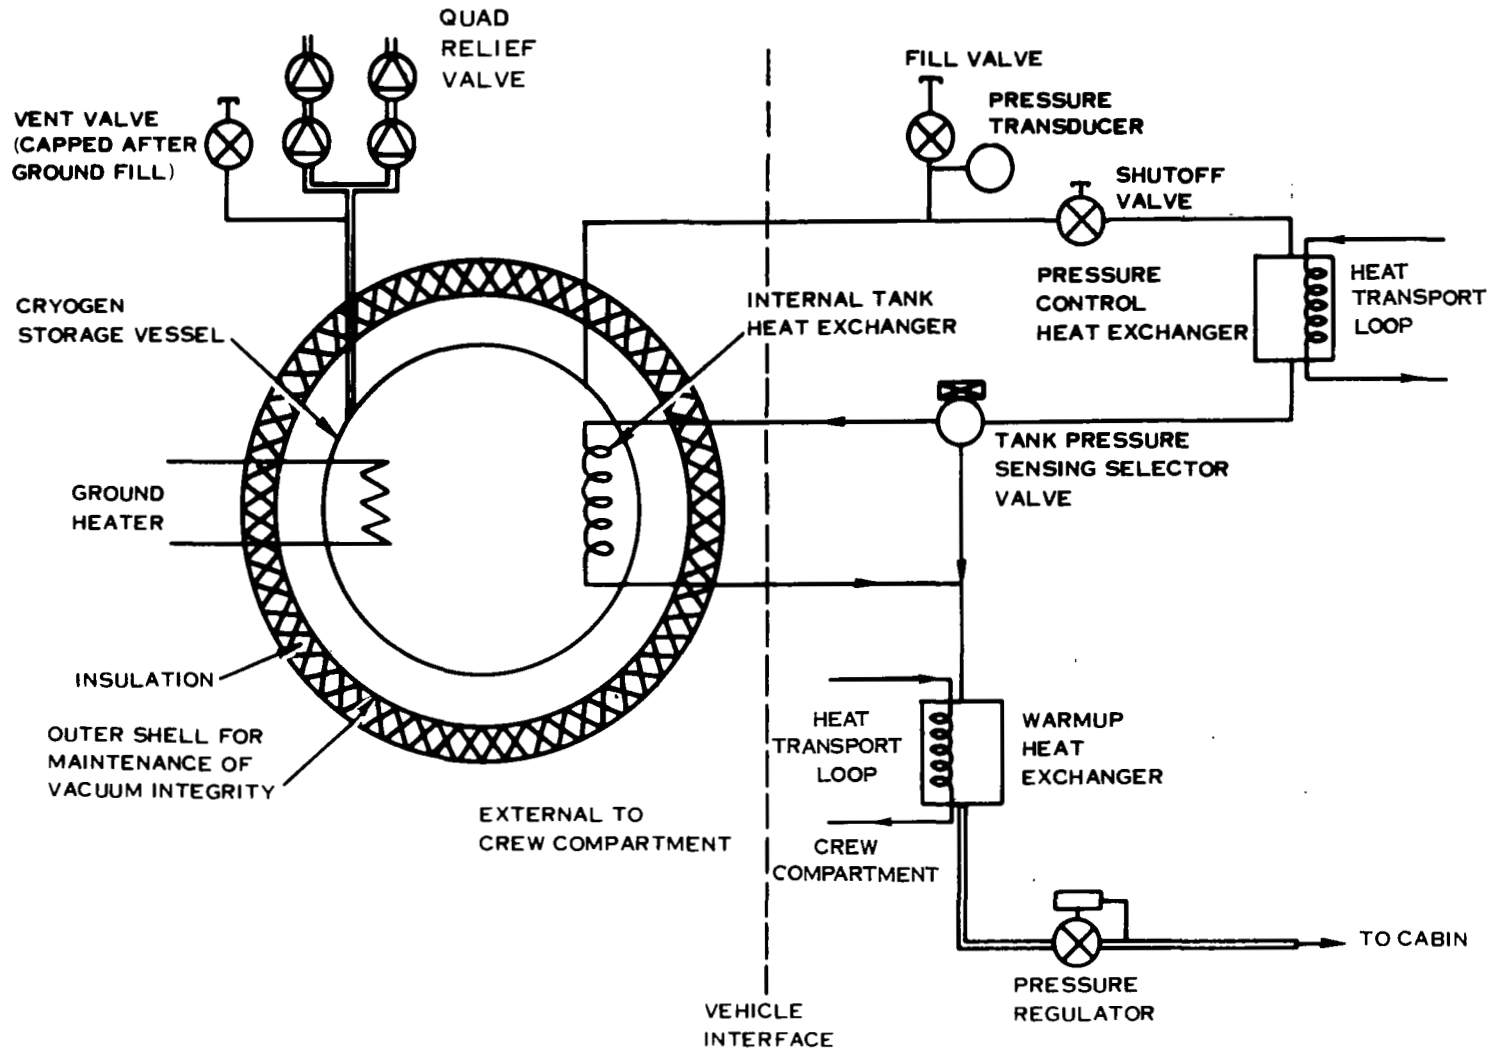 QUAD
RELIEF
VALVE
VENT VALVE
(CAPPED AFTER
GROUND FILL)
FILL VALVE
PRESSURE
TRANSDUCER
SHUTOFF
VALVE
PRESSURE
CONTROL
HEAT EXCHANGER
HEAT
TRANSPORT
LOOP
CRYOGEN
STORAGE VESSEL
INTERNAL TANK
HEAT EXCHANGER
TANK PRESSURE
SENSING SELECTOR
VALVE
GROUND
HEATER
INSULATION
OUTER SHELL FOR
MAINTENANCE OF
VACUUM INTEGRITY
EXTERNAL TO
CREW COMPARTMENT
HEAT
TRANSPORT
LOOP
WARMUP
HEAT
EXCHANGER
CREW
COMPARTMENT
TO CABIN
PRESSURE
REGULATOR
VEHICLE
INTERFACE